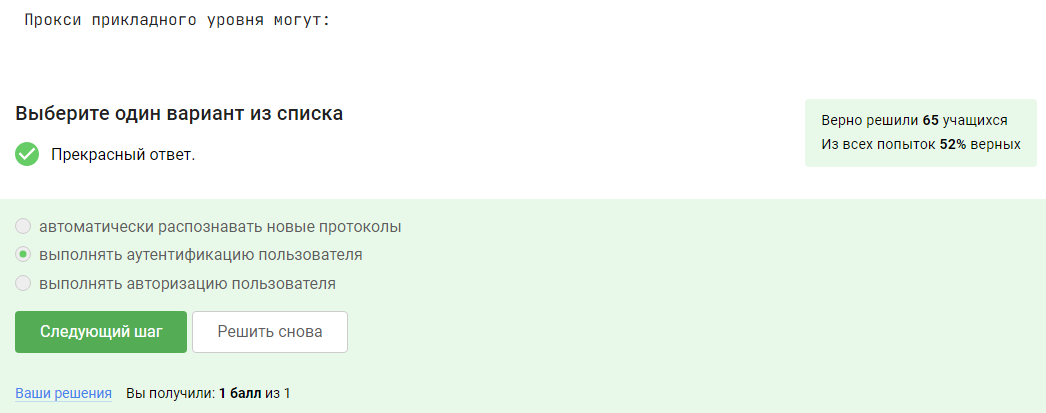 Прокси прикладного уровня могут:
Выберите один вариант из списка
Прекрасный ответ.
Верно решили 65 учащихся
Из всех попыток 52% верных
автоматически распознавать новые протоколы
выполнять аутентификацию пользователя
выполнять авторизацию пользователя
Следующий шаг
Решить снова
Ваши решения Вы получили: 1 балл из 1